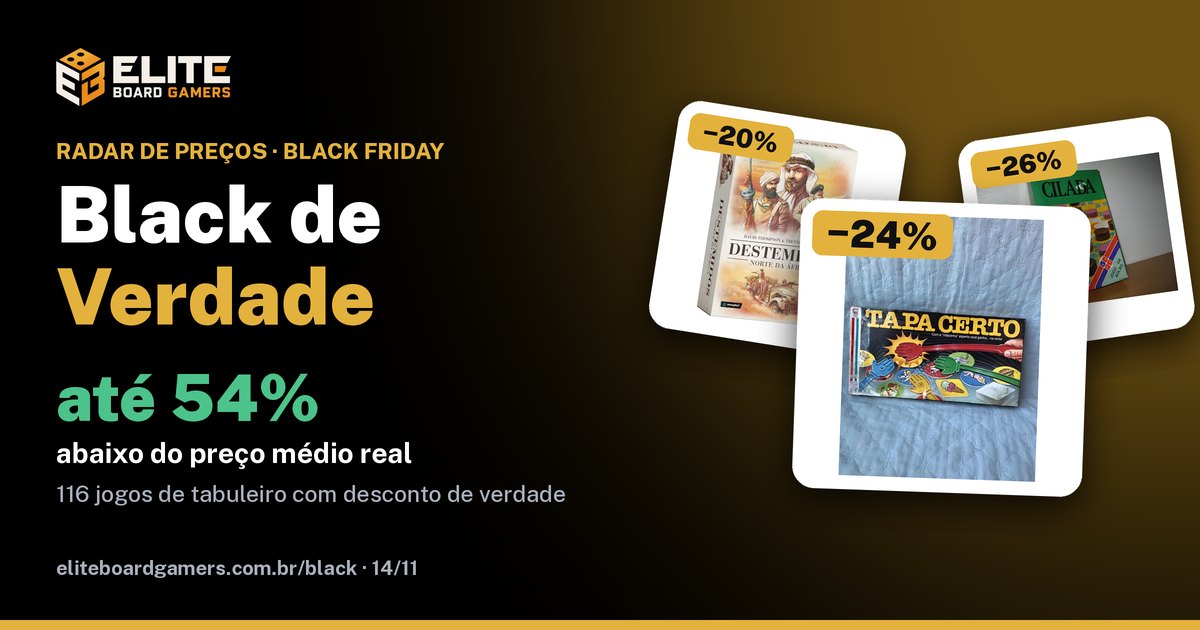 ELITE
BOARD GAMERS
RADAR DE PREÇOS · BLACK FRIDAY
Black de
Verdade
até 54%
abaixo do preço médio real
116 jogos de tabuleiro com desconto de verdade
eliteboardgamers.com.br/black · 14/11
−20%
DESTEM
NORTE DA ÁFR
−26%
CILADA
−24%
TAPA CERTO